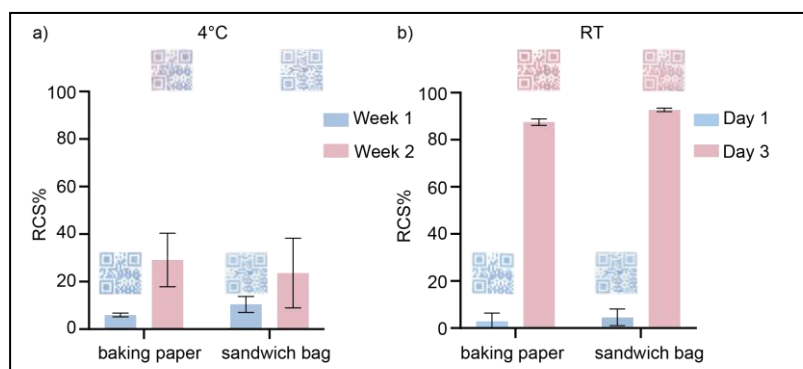 a) 4°C
100
80
60
40
20
0
RCS%
Week 1
Week 2
baking paper sandwich bag
b) RT
100
80
60
40
20
0
RCS%
Day 1
Day 3
baking paper sandwich bag